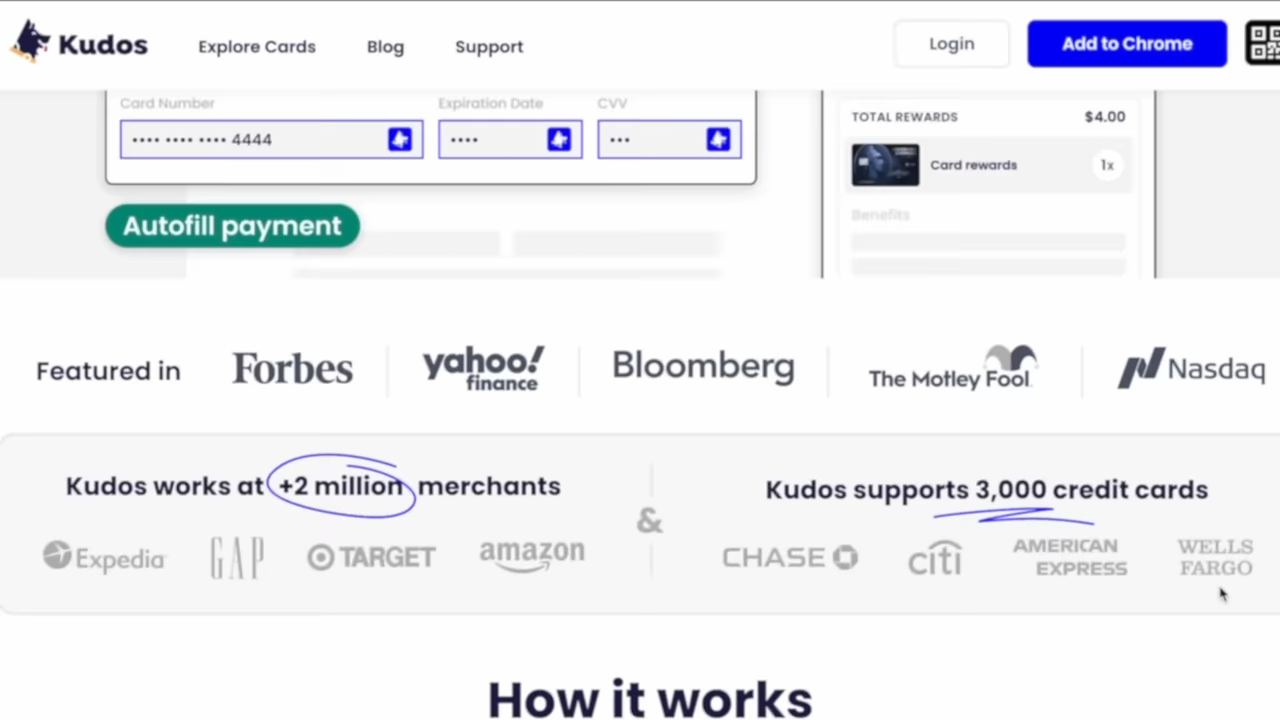 Kudos Explore Cards Blog Support Login Add to Chrome
Card Number Expiration Date CVV
•••• •••• •••• 4444 •••• •••
TOTAL REWARDS $4.00
Card rewards 1x
Benefits
Autofill payment
Featured in Forbes yahoo! finance Bloomberg The Motley Fool. Nasdaq
Kudos works at +2 million merchants
Expedia GAP TARGET amazon
&
Kudos supports 3,000 credit cards
CHASE citi AMERICAN EXPRESS WELLS FARGO
How it works